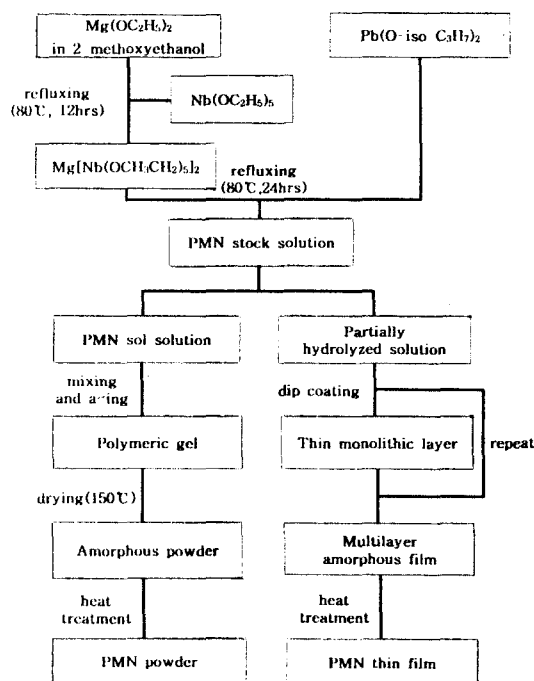 Mg(OC2H5)2
in 2 methoxyethanol
Pb(O-iso C3H7)2
refluxing
(80℃, 12hrs)
Nb(OC2H5)5
Mg[Nb(OCH3CH2)5]2
refluxing
(80℃,24hrs)
PMN stock solution
PMN sol solution
Partially
hydrolyzed solution
mixing
and aging
dip coating
Polymeric gel
Thin monolithic layer
repeat
drying(150℃)
Amorphous powder
Multilayer
amorphous film
heat
treatment
heat
treatment
PMN powder
PMN thin film